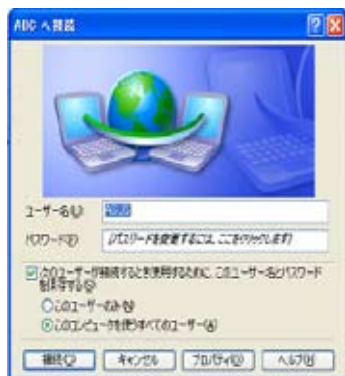 ABC へ接続
ユーザー名(U):
パスワード(P):
[パスワードを変更するには、ここをクリックします]
次のユーザーが接続するとき使用するために、このユーザー名とパスワード
を保存する(S):
このユーザーのみ(N)
このコンピュータを使うすべてのユーザー(A)
接続(C)
キャンセル
プロパティ(O)
ヘルプ(H)